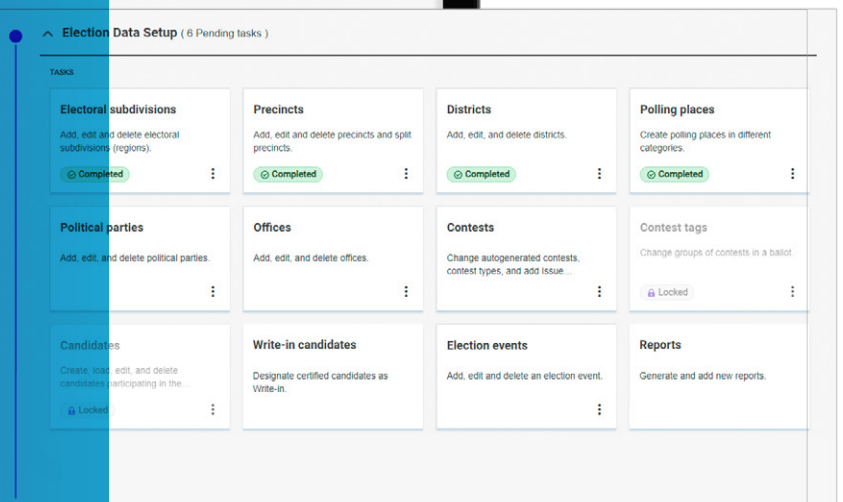 Election Data Setup ( 6 Pending tasks )
TASKS
Electoral subdivisions
Add, edit and delete electoral
subdivisions (regions).
Completed
Precincts
Add, edit and delete precincts and split
precincts.
Completed
Districts
Add, edit, and delete districts.
Completed
Polling places
Create polling places in different
categories.
Completed
Political parties
Add, edit, and delete political parties.
Offices
Add, edit, and delete offices.
Contests
Change autogenerated contests,
contest types, and add issue...
Contest tags
Change groups of contests in a ballot.
Locked
Candidates
Create, load, edit, and delete
candidates participating in the...
Locked
Write-in candidates
Designate certified candidates as
Write-in.
Election events
Add, edit and delete an election event.
Reports
Generate and add new reports.